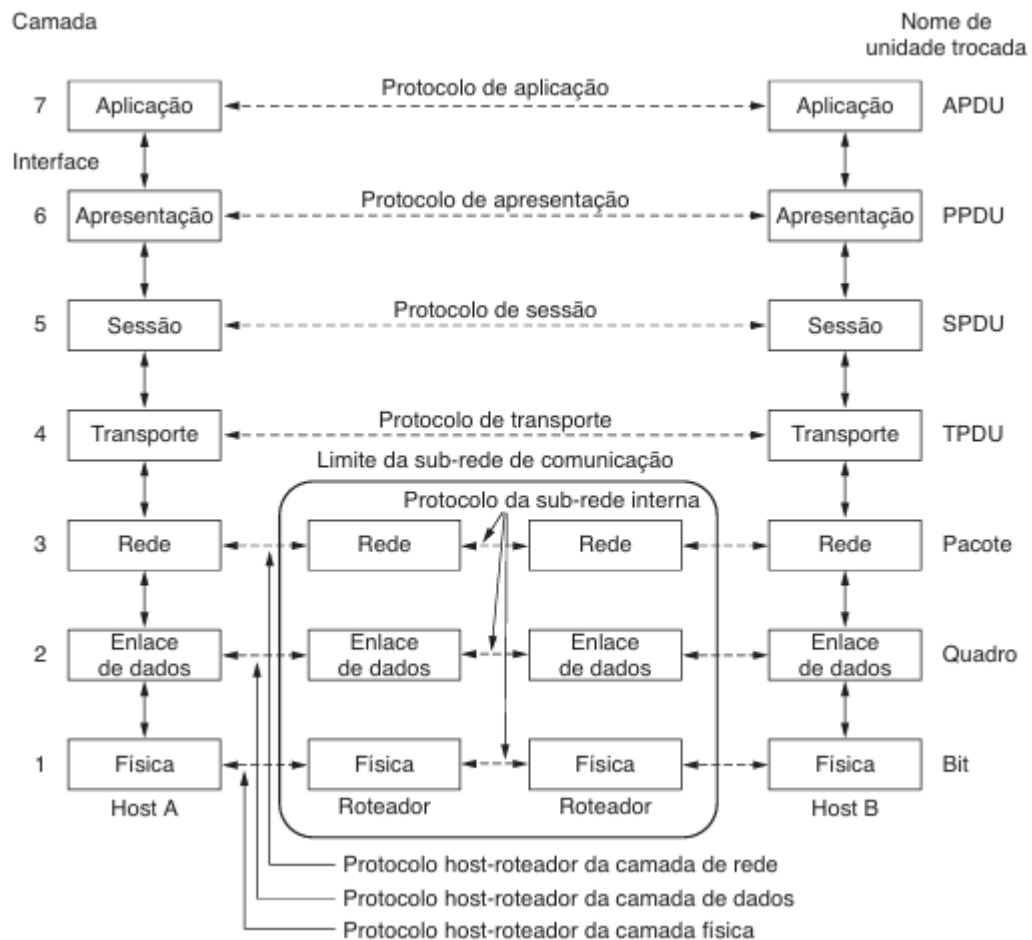 Camada
Nome de
unidade trocada
7
Aplicação
Protocolo de aplicação
Aplicação
APDU
Interface
6
Apresentação
Protocolo de apresentação
Apresentação
PPDU
5
Sessão
Protocolo de sessão
Sessão
SPDU
4
Transporte
Protocolo de transporte
Transporte
TPDU
Limite da sub-rede de comunicação
Protocolo da sub-rede interna
3
Rede
Rede
Rede
Rede
Pacote
2
Enlace
de dados
Enlace
de dados
Enlace
de dados
Enlace
de dados
Quadro
1
Física
Física
Física
Física
Bit
Host A
Roteador
Roteador
Host B
Protocolo host-roteador da camada de rede
Protocolo host-roteador da camada de dados
Protocolo host-roteador da camada física